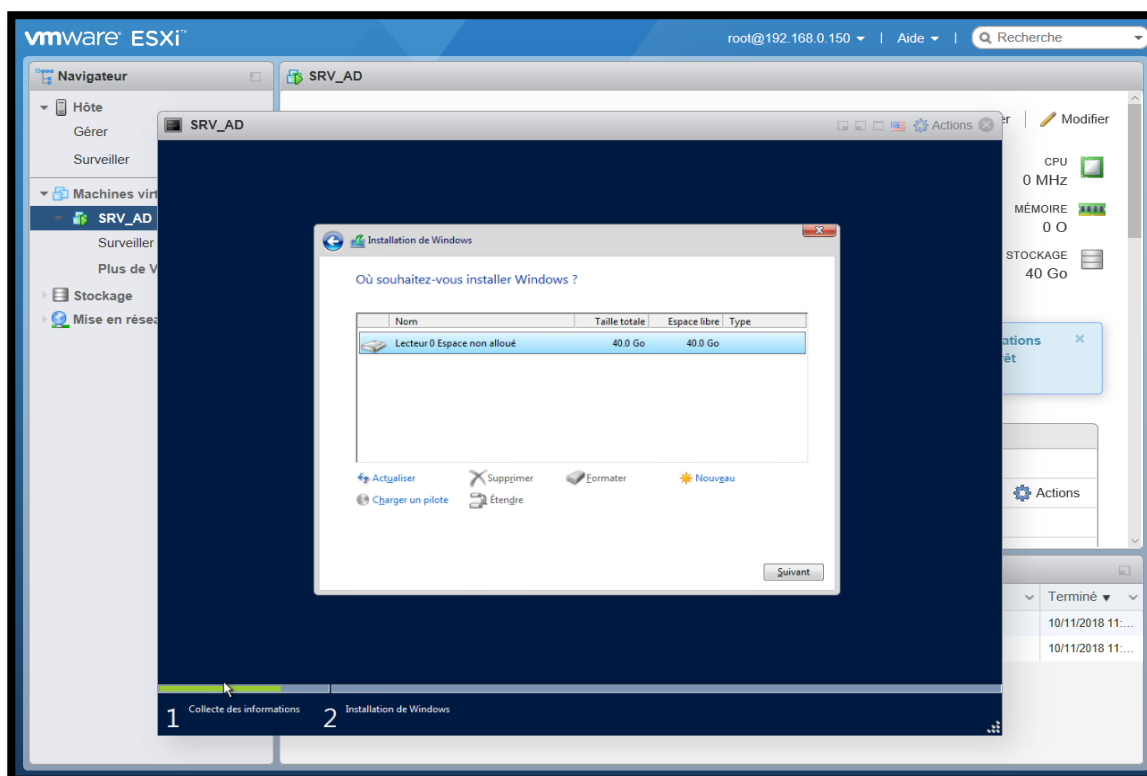 vmware ESXi™
root@192.168.0.150 | Aide | Recherche
Navigateur
SRV_AD
Hôte
Gérer
Surveiller
Machines virt
SRV_AD
Surveiller
Plus de V
Stockage
Mise en résea
SRV_AD
Actions
Modifier
CPU
0 MHz
MÉMOIRE
0 O
STOCKAGE
40 Go
ations
rêt
Actions
Installation de Windows
Où souhaitez-vous installer Windows ?
Nom Taille totale Espace libre Type
Lecteur 0 Espace non alloué 40.0 Go 40.0 Go
Actualiser Supprimer Formater Nouveau
Charger un pilote Étendre
Suivant
1 Collecte des informations 2 Installation de Windows
Terminé
10/11/2018 11:...
10/11/2018 11:...